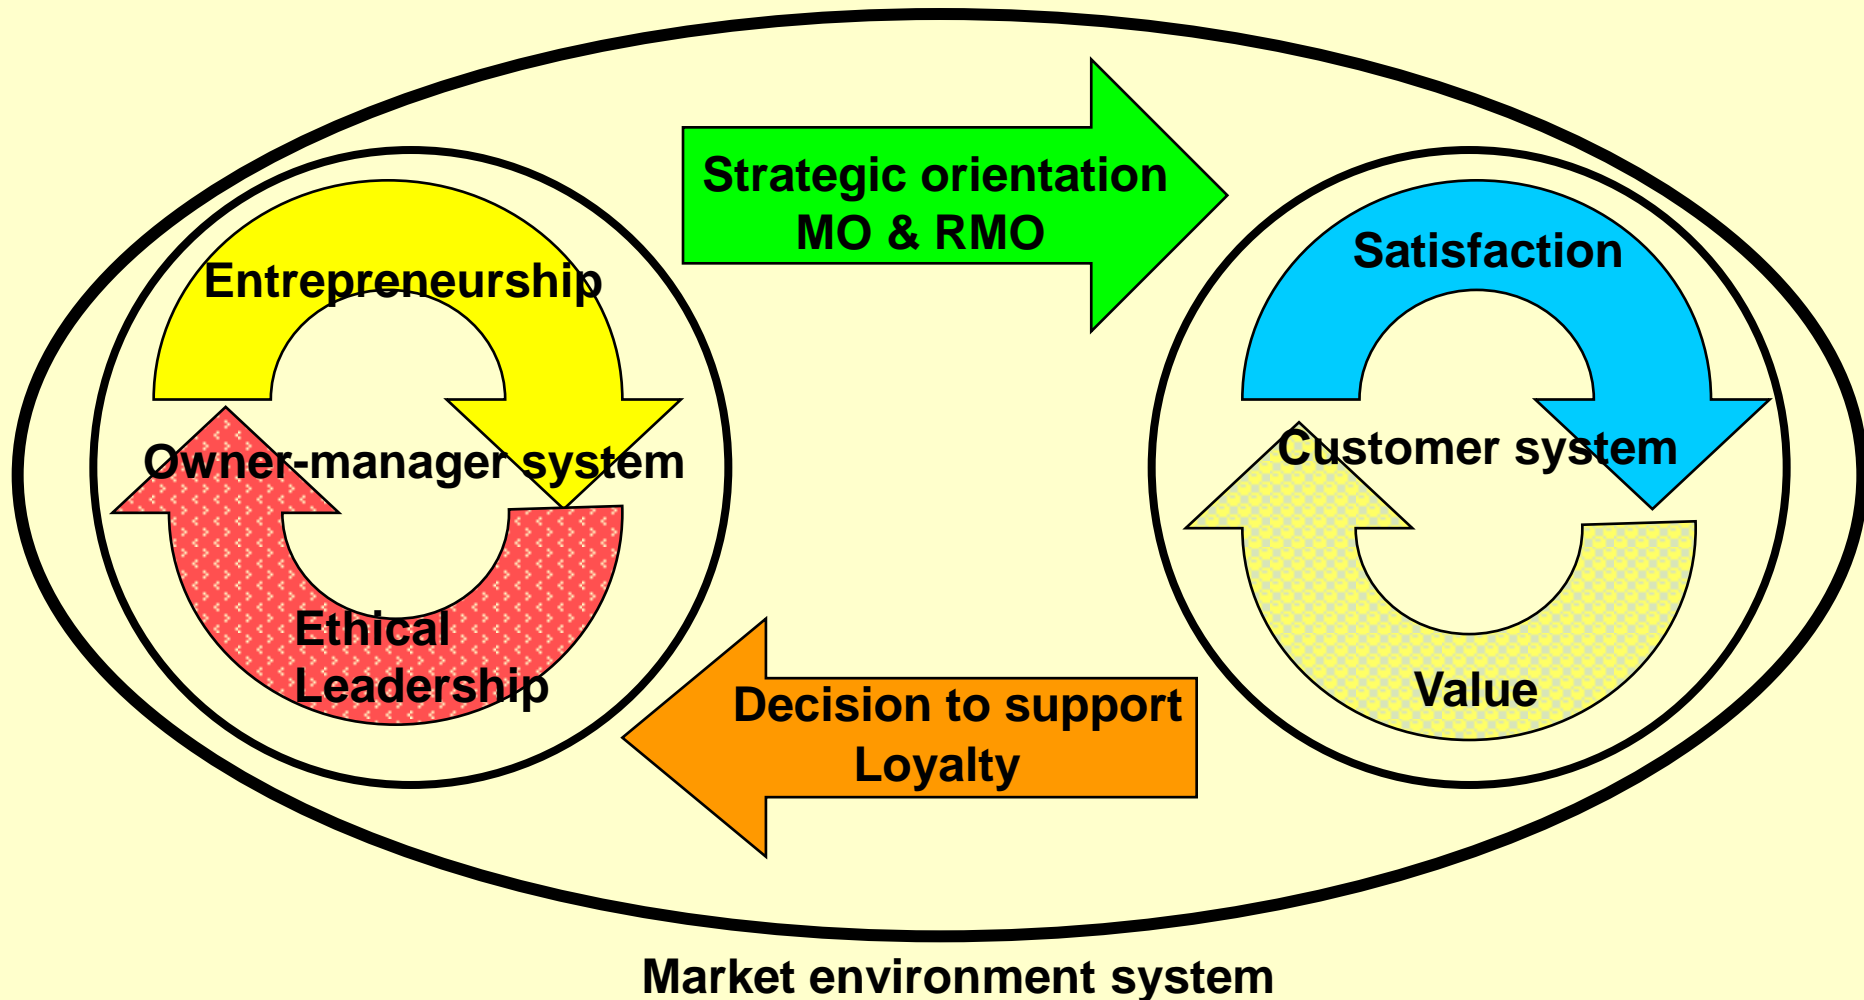 Strategic orientation
MO & RMO
Entrepreneurship
Owner-manager system
Ethical
Leadership
Satisfaction
Customer system
Value
Decision to support
Loyalty
Market environment system